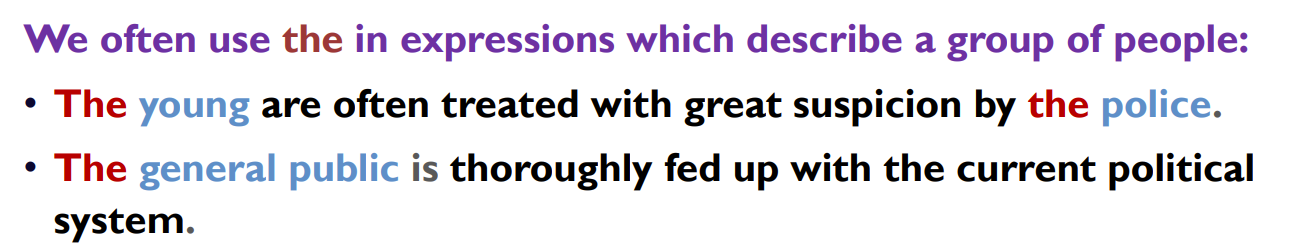 We often use the in expressions which describe a group of people:
• The young are often treated with great suspicion by the police.
• The general public is thoroughly fed up with the current political
system.